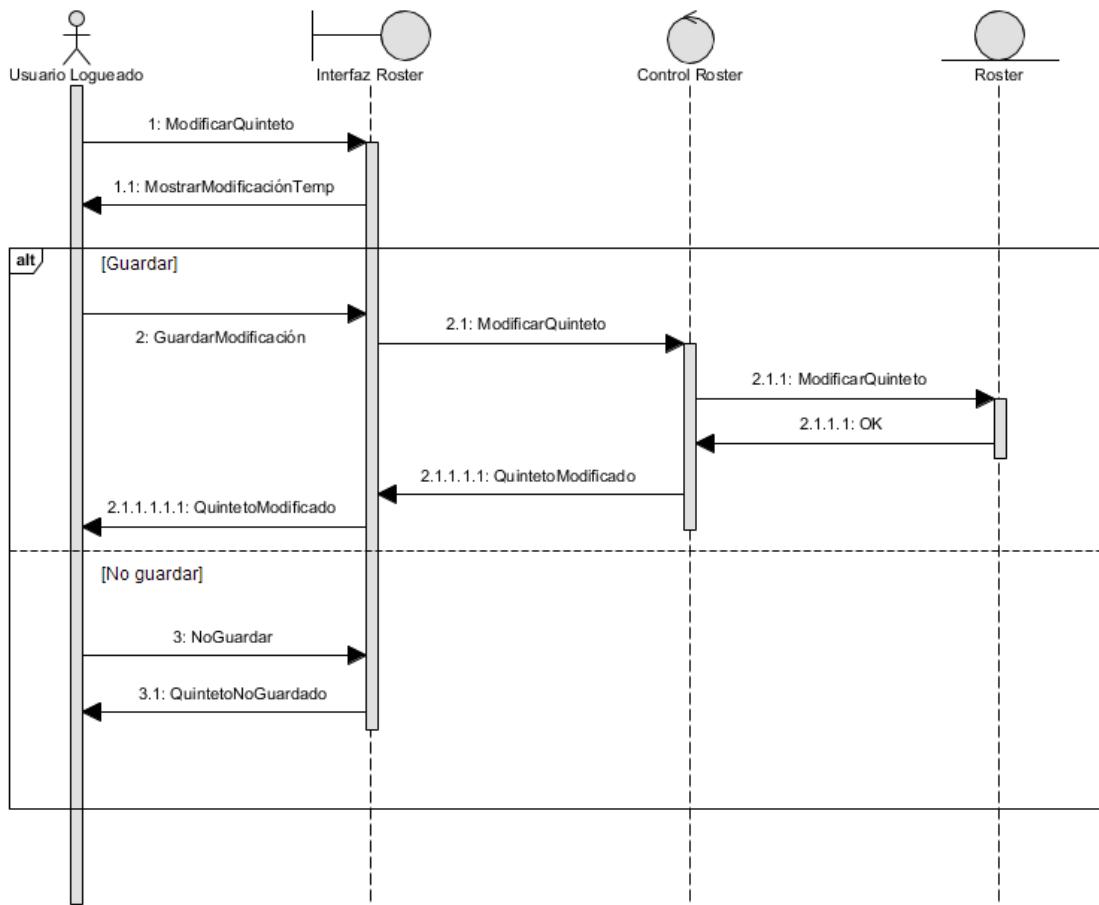 Usuario Logueado
Interfaz Roster
Control Roster
Roster
1: ModificarQuinteto
1.1: MostrarModificaciónTemp
alt
[Guardar]
2: GuardarModificación
2.1: ModificarQuinteto
2.1.1: ModificarQuinteto
2.1.1.1: OK
2.1.1.1.1: QuintetoModificado
2.1.1.1.1.1: QuintetoModificado
[No guardar]
3: NoGuardar
3.1: QuintetoNoGuardado